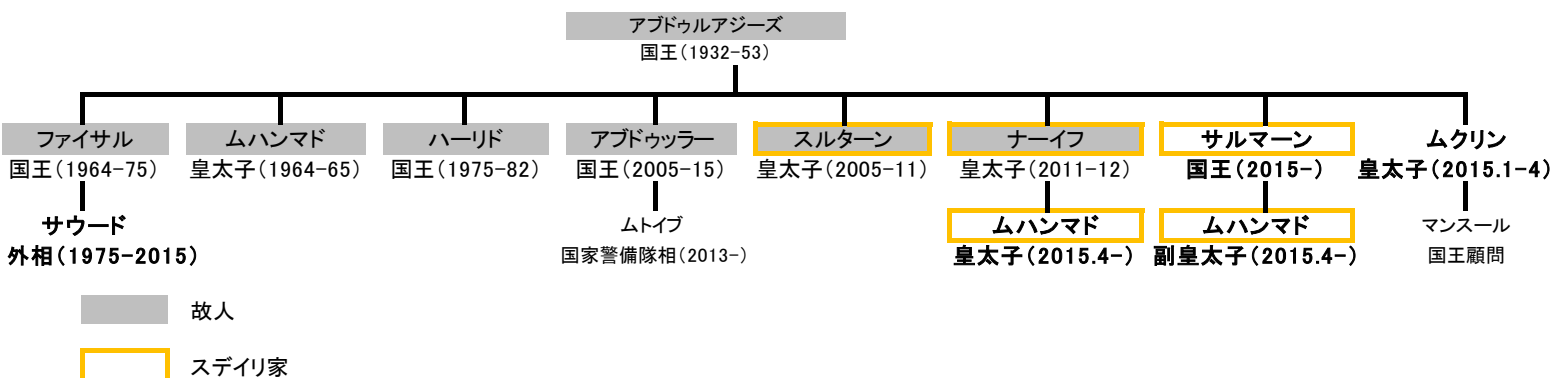 アブドゥルアジーズ
国王(1932-53)
ファイサル ムハンマド ハーリド アブドゥッラー スルターン ナーイフ サルマーン ムクリン
国王(1964-75) 皇太子(1964-65) 国王(1975-82) 国王(2005-15) 皇太子(2005-11) 皇太子(2011-12) 国王(2015-) 皇太子(2015.1-4)
サウード ムトイブ ムハンマド ムハンマド マンスール
外相(1975-2015) 国家警備隊相(2013-) 皇太子(2015.4-) 副皇太子(2015.4-) 国王顧問
故人
スデイリ家